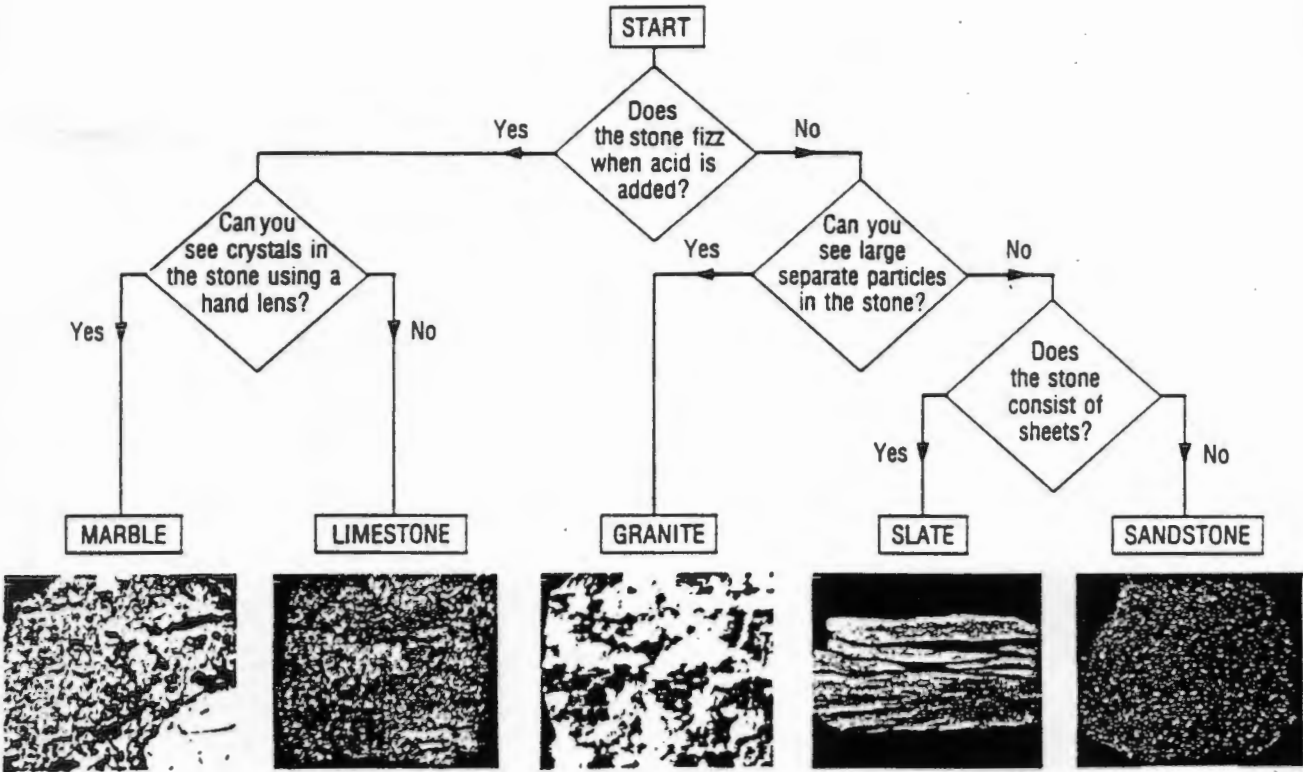 START
Does
the stone fizz
when acid is
added?
Yes
No
Can you
see crystals in
the stone using a
hand lens?
Yes
No
Can you
see large
separate particles
in the stone?
Yes
No
Does
the stone
consist of
sheets?
Yes
No
MARBLE
LIMESTONE
GRANITE
SLATE
SANDSTONE